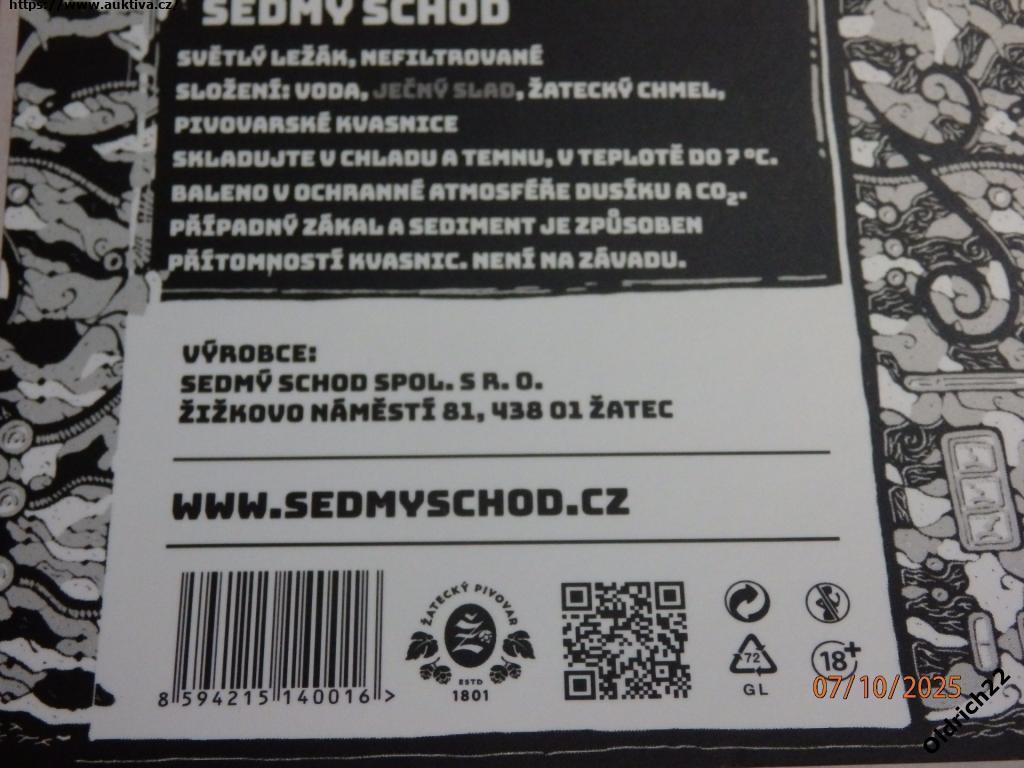 https://www.auktiva.cz/
SEDMÝ SCHOD
SVĚTLÝ LEŽÁK, NEFILTROVANÉ
SLOŽENÍ: VODA, JEČNÝ SLAD, ŽATECKÝ CHMEL,
PIVOVARSKÉ KVASNICE
SKLADUJTE V CHLADU A TEMNU, V TEPLOTĚ DO 7 °C.
BALENO V OCHRANNÉ ATMOSFÉŘE DUSÍKU A CO₂.
PŘÍPADNÝ ZÁKAL A SEDIMENT JE ZPŮSOBEN
PŘÍTOMNOSTÍ KVASNIC. NENÍ NA ZÁVADU.
VÝROBCE:
SEDMÝ SCHOD SPOL. S R. O.
ŽIŽKOVO NÁMĚSTÍ 81, 438 01 ŽATEC
WWW.SEDMYSCHOD.CZ
ŽATECKÝ PIVOVAR
Ž
ESTD
1801
72
GL
18+
8 594215 140016 >
07/10/2025
Oldrich22